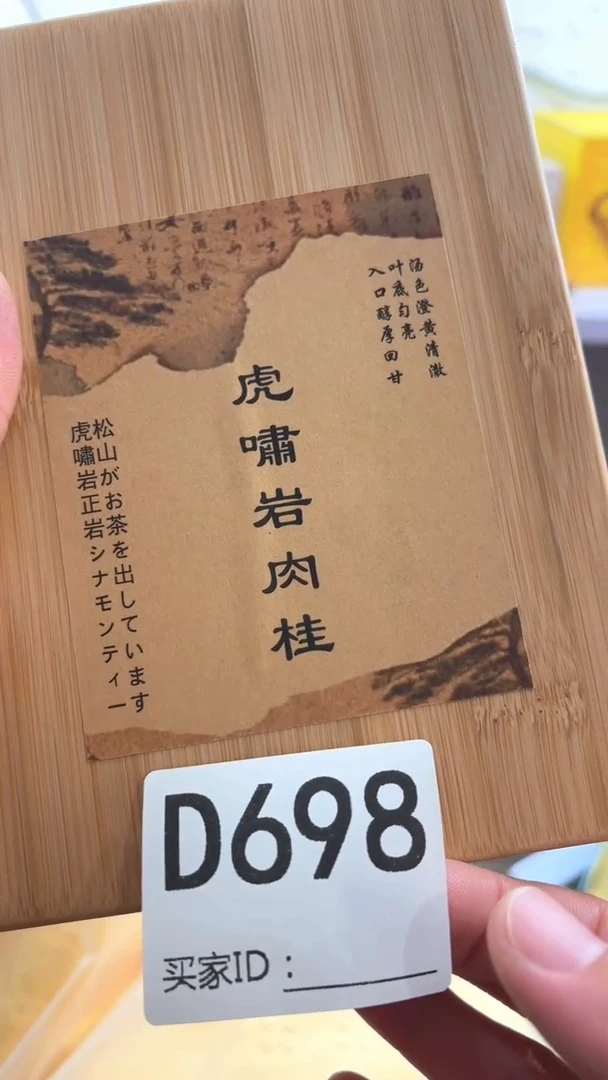 汤色澄黄清澈
叶底匀亮
入口醇厚回甘
虎嘯岩肉桂
松山がお茶を出しています
虎嘯岩正岩シナモンティー
D698
买家ID：